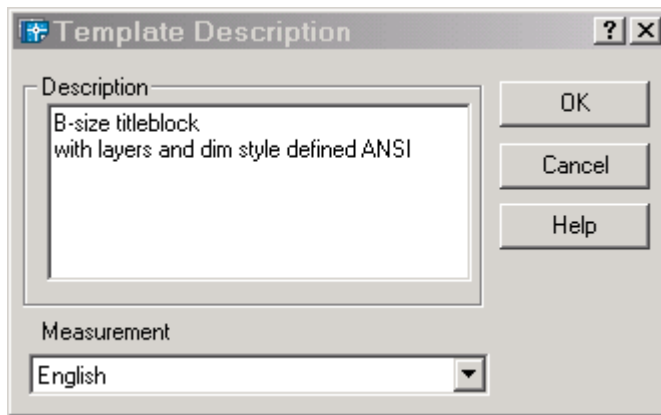 Template Description
Description
B-size titleblock
with layers and dim style defined ANSI
OK
Cancel
Help
Measurement
English